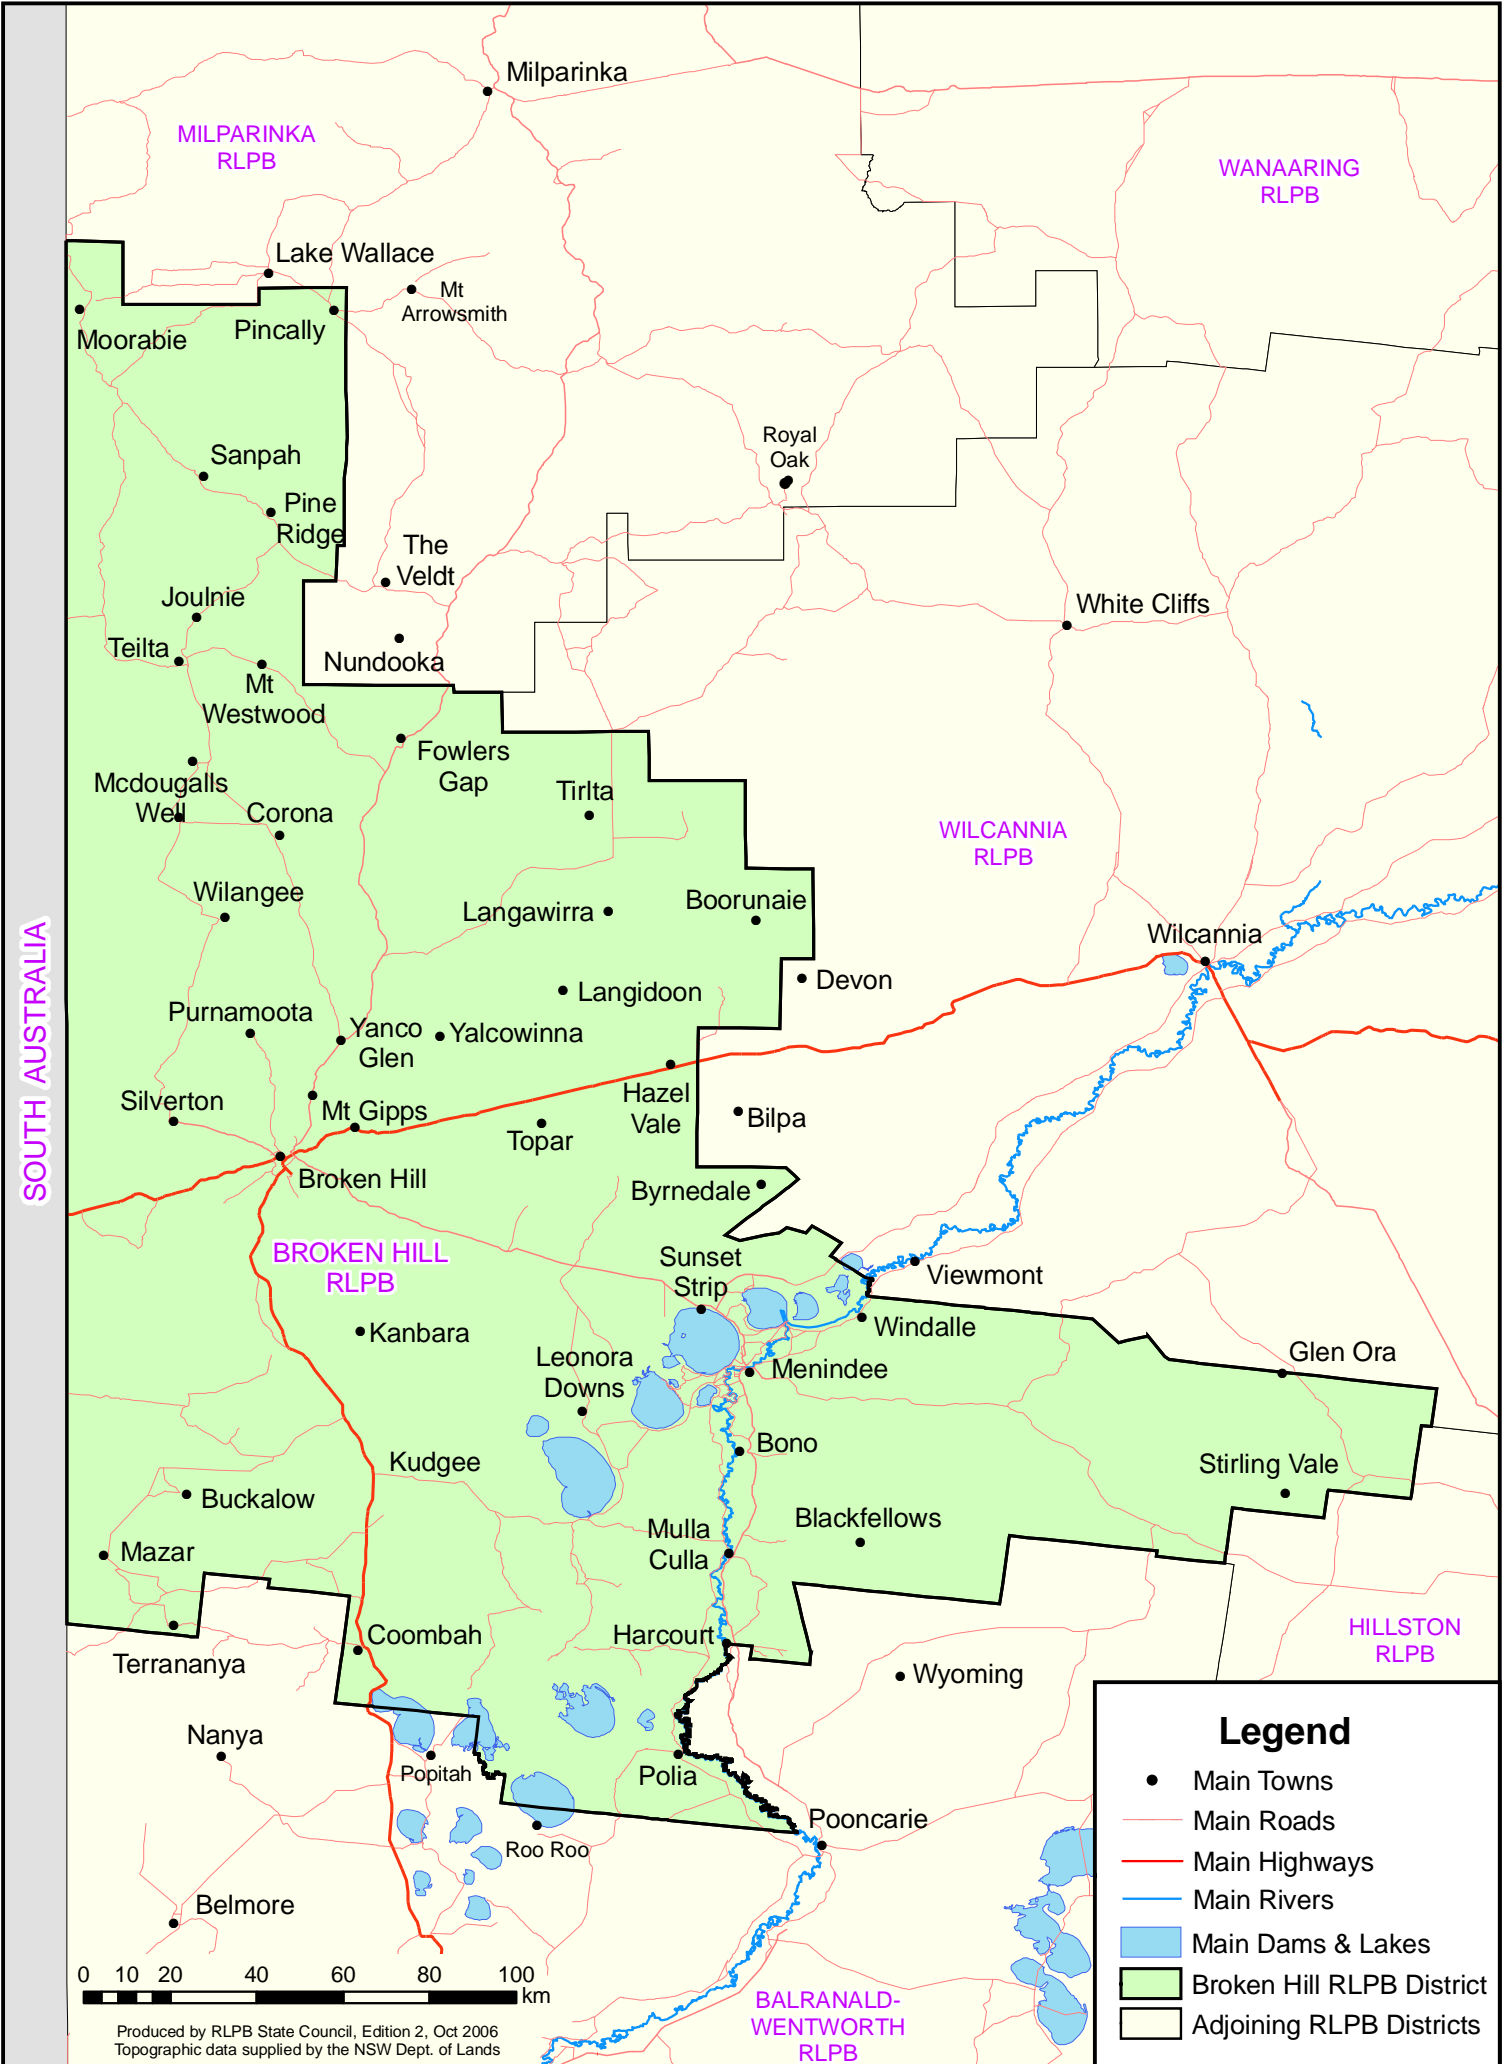 Milparinka
MILPARINKA
RLPB
WANAARING
RLPB
Lake Wallace
Mt
Arrowsmith
Moorabie
Pincally
Royal
Oak
Sanpah
Pine
Ridge
The
Veldt
Joulnie
White Cliffs
Teilta
Nundooka
Mt
Westwood
Fowlers
Gap
Mcdougalls
Well
Tirlta
Corona
WILCANNIA
RLPB
Wilangee
Langawirra
Boorunaie
Wilcannia
SOUTH AUSTRALIA
Devon
Langidoon
Purnamoota
Yanco
Glen
Yalcowinna
Silverton
Mt Gipps
Hazel
Vale
Bilpa
Topar
Broken Hill
Byrnedale
BROKEN HILL
RLPB
Sunset
Strip
Viewmont
Kanbara
Windalle
Leonora
Downs
Menindee
Glen Ora
Bono
Kudgee
Stirling Vale
Buckalow
Blackfellows
Mulla
Culla
Mazar
Coombah
Harcourt
HILLSTON
RLPB
Terrananya
Wyoming
Nanya
Popitah
Polia
Pooncarie
Roo Roo
Belmore
0 10 20 40 60 80 100
km
Produced by RLPB State Council, Edition 2, Oct 2006
Topographic data supplied by the NSW Dept. of Lands
BALRANALD-
WENTWORTH
RLPB
Legend
Main Towns
Main Roads
Main Highways
Main Rivers
Main Dams & Lakes
Broken Hill RLPB District
Adjoining RLPB Districts